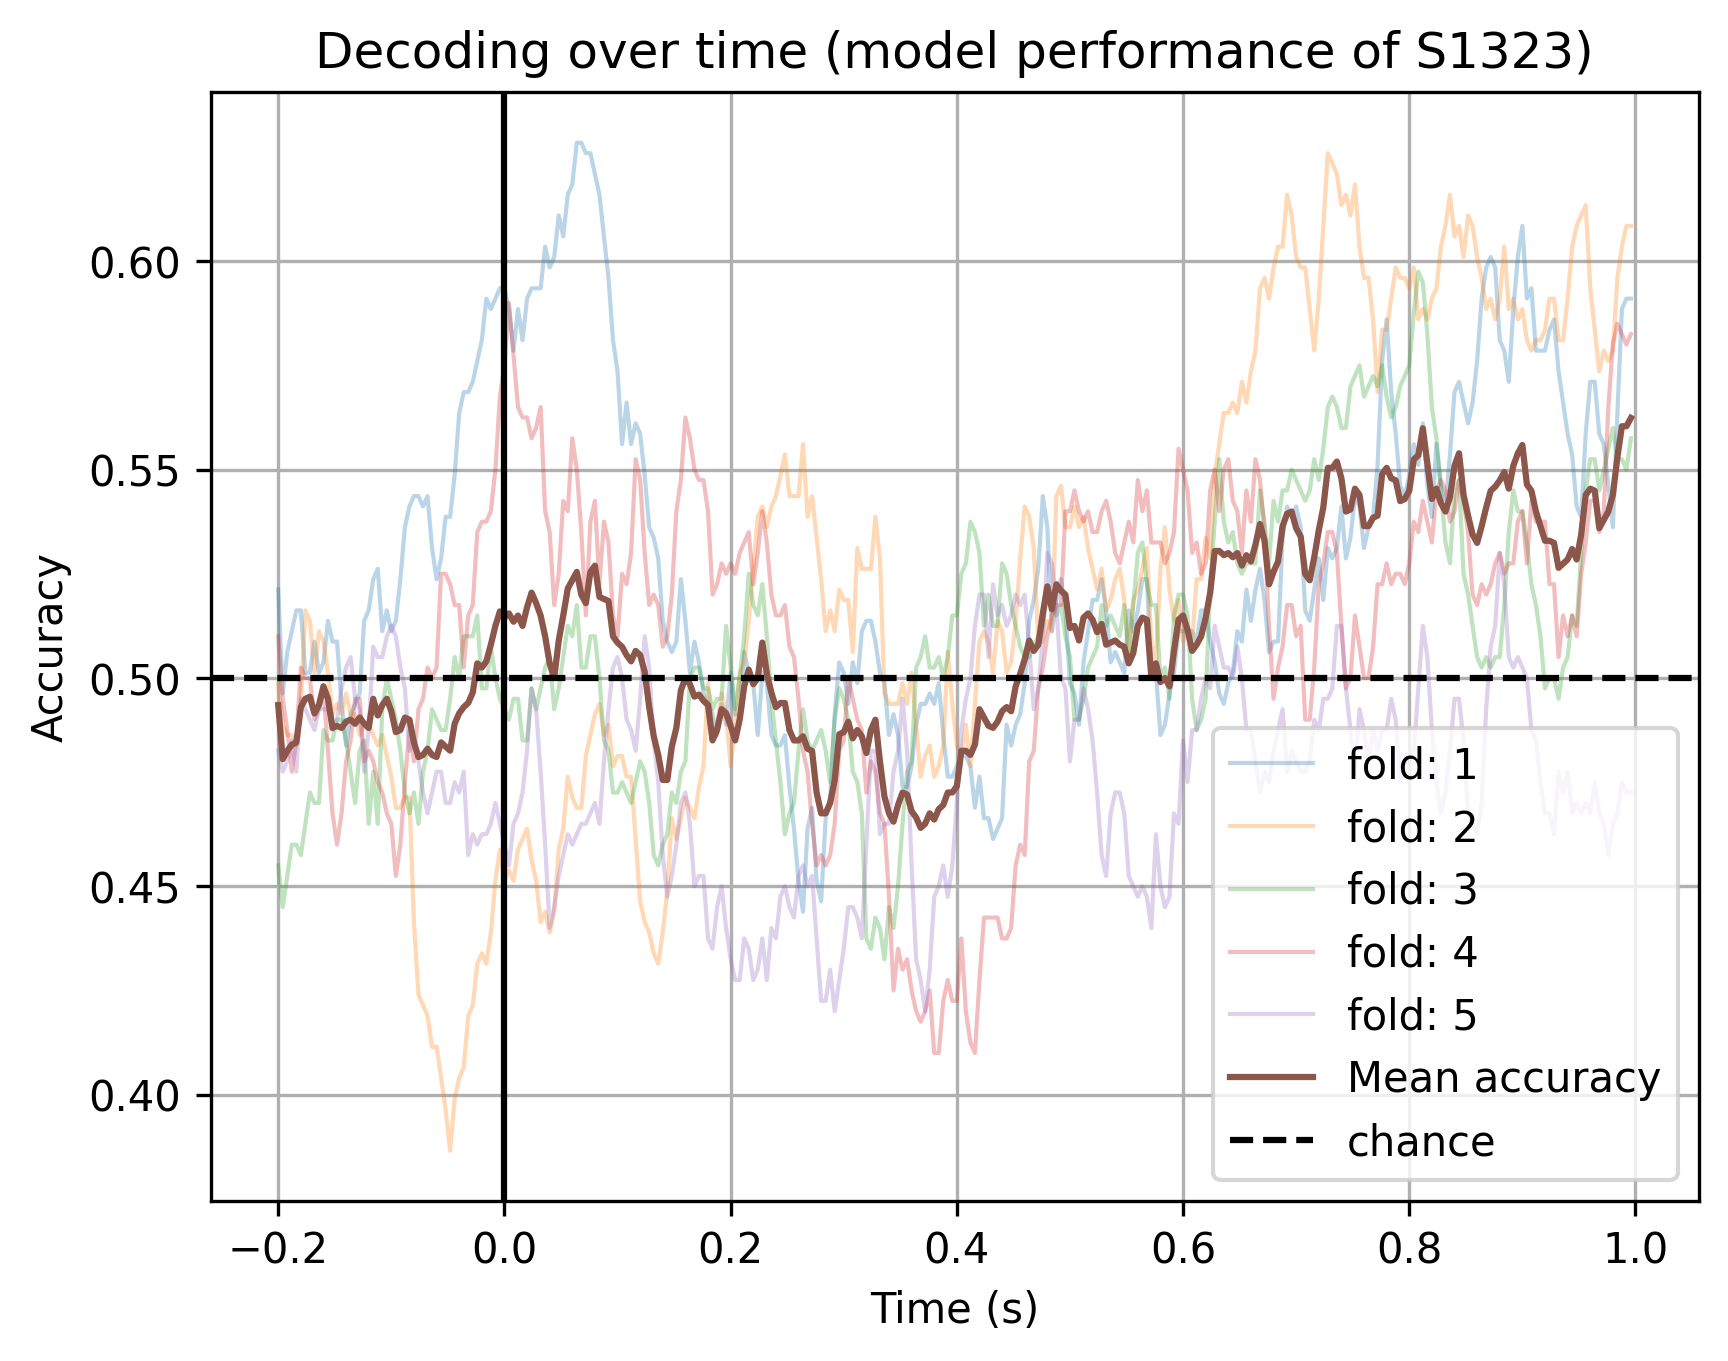 Decoding over time (model performance of S1323)
Accuracy
0.60
0.55
0.50
0.45
0.40
fold: 1
fold: 2
fold: 3
fold: 4
fold: 5
Mean accuracy
chance
−0.2
0.0
0.2
0.4
0.6
0.8
1.0
Time (s)